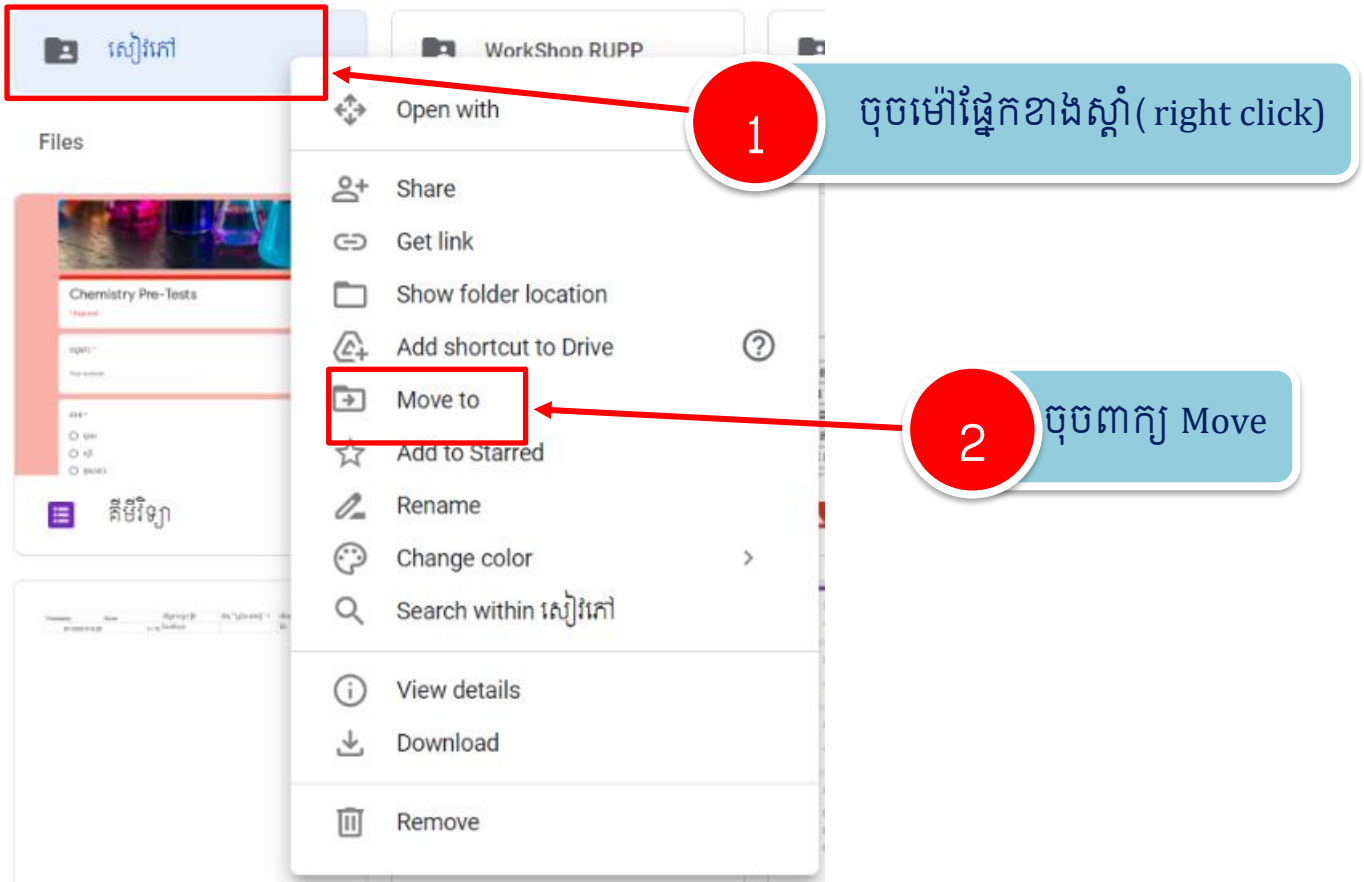 សៀវភៅ
WorkShop RUPP
Open with
1
ចុចម៉ៅផ្នែកខាងស្តាំ( right click)
Files
Share
Get link
Show folder location
Chemistry Pre-Tests
Add shortcut to Drive
Move to
2
ចុចពាក្យ Move
Add to Starred
Rename
គីមីវិទ្យា
Change color
Search within សៀវភៅ
View details
Download
Remove